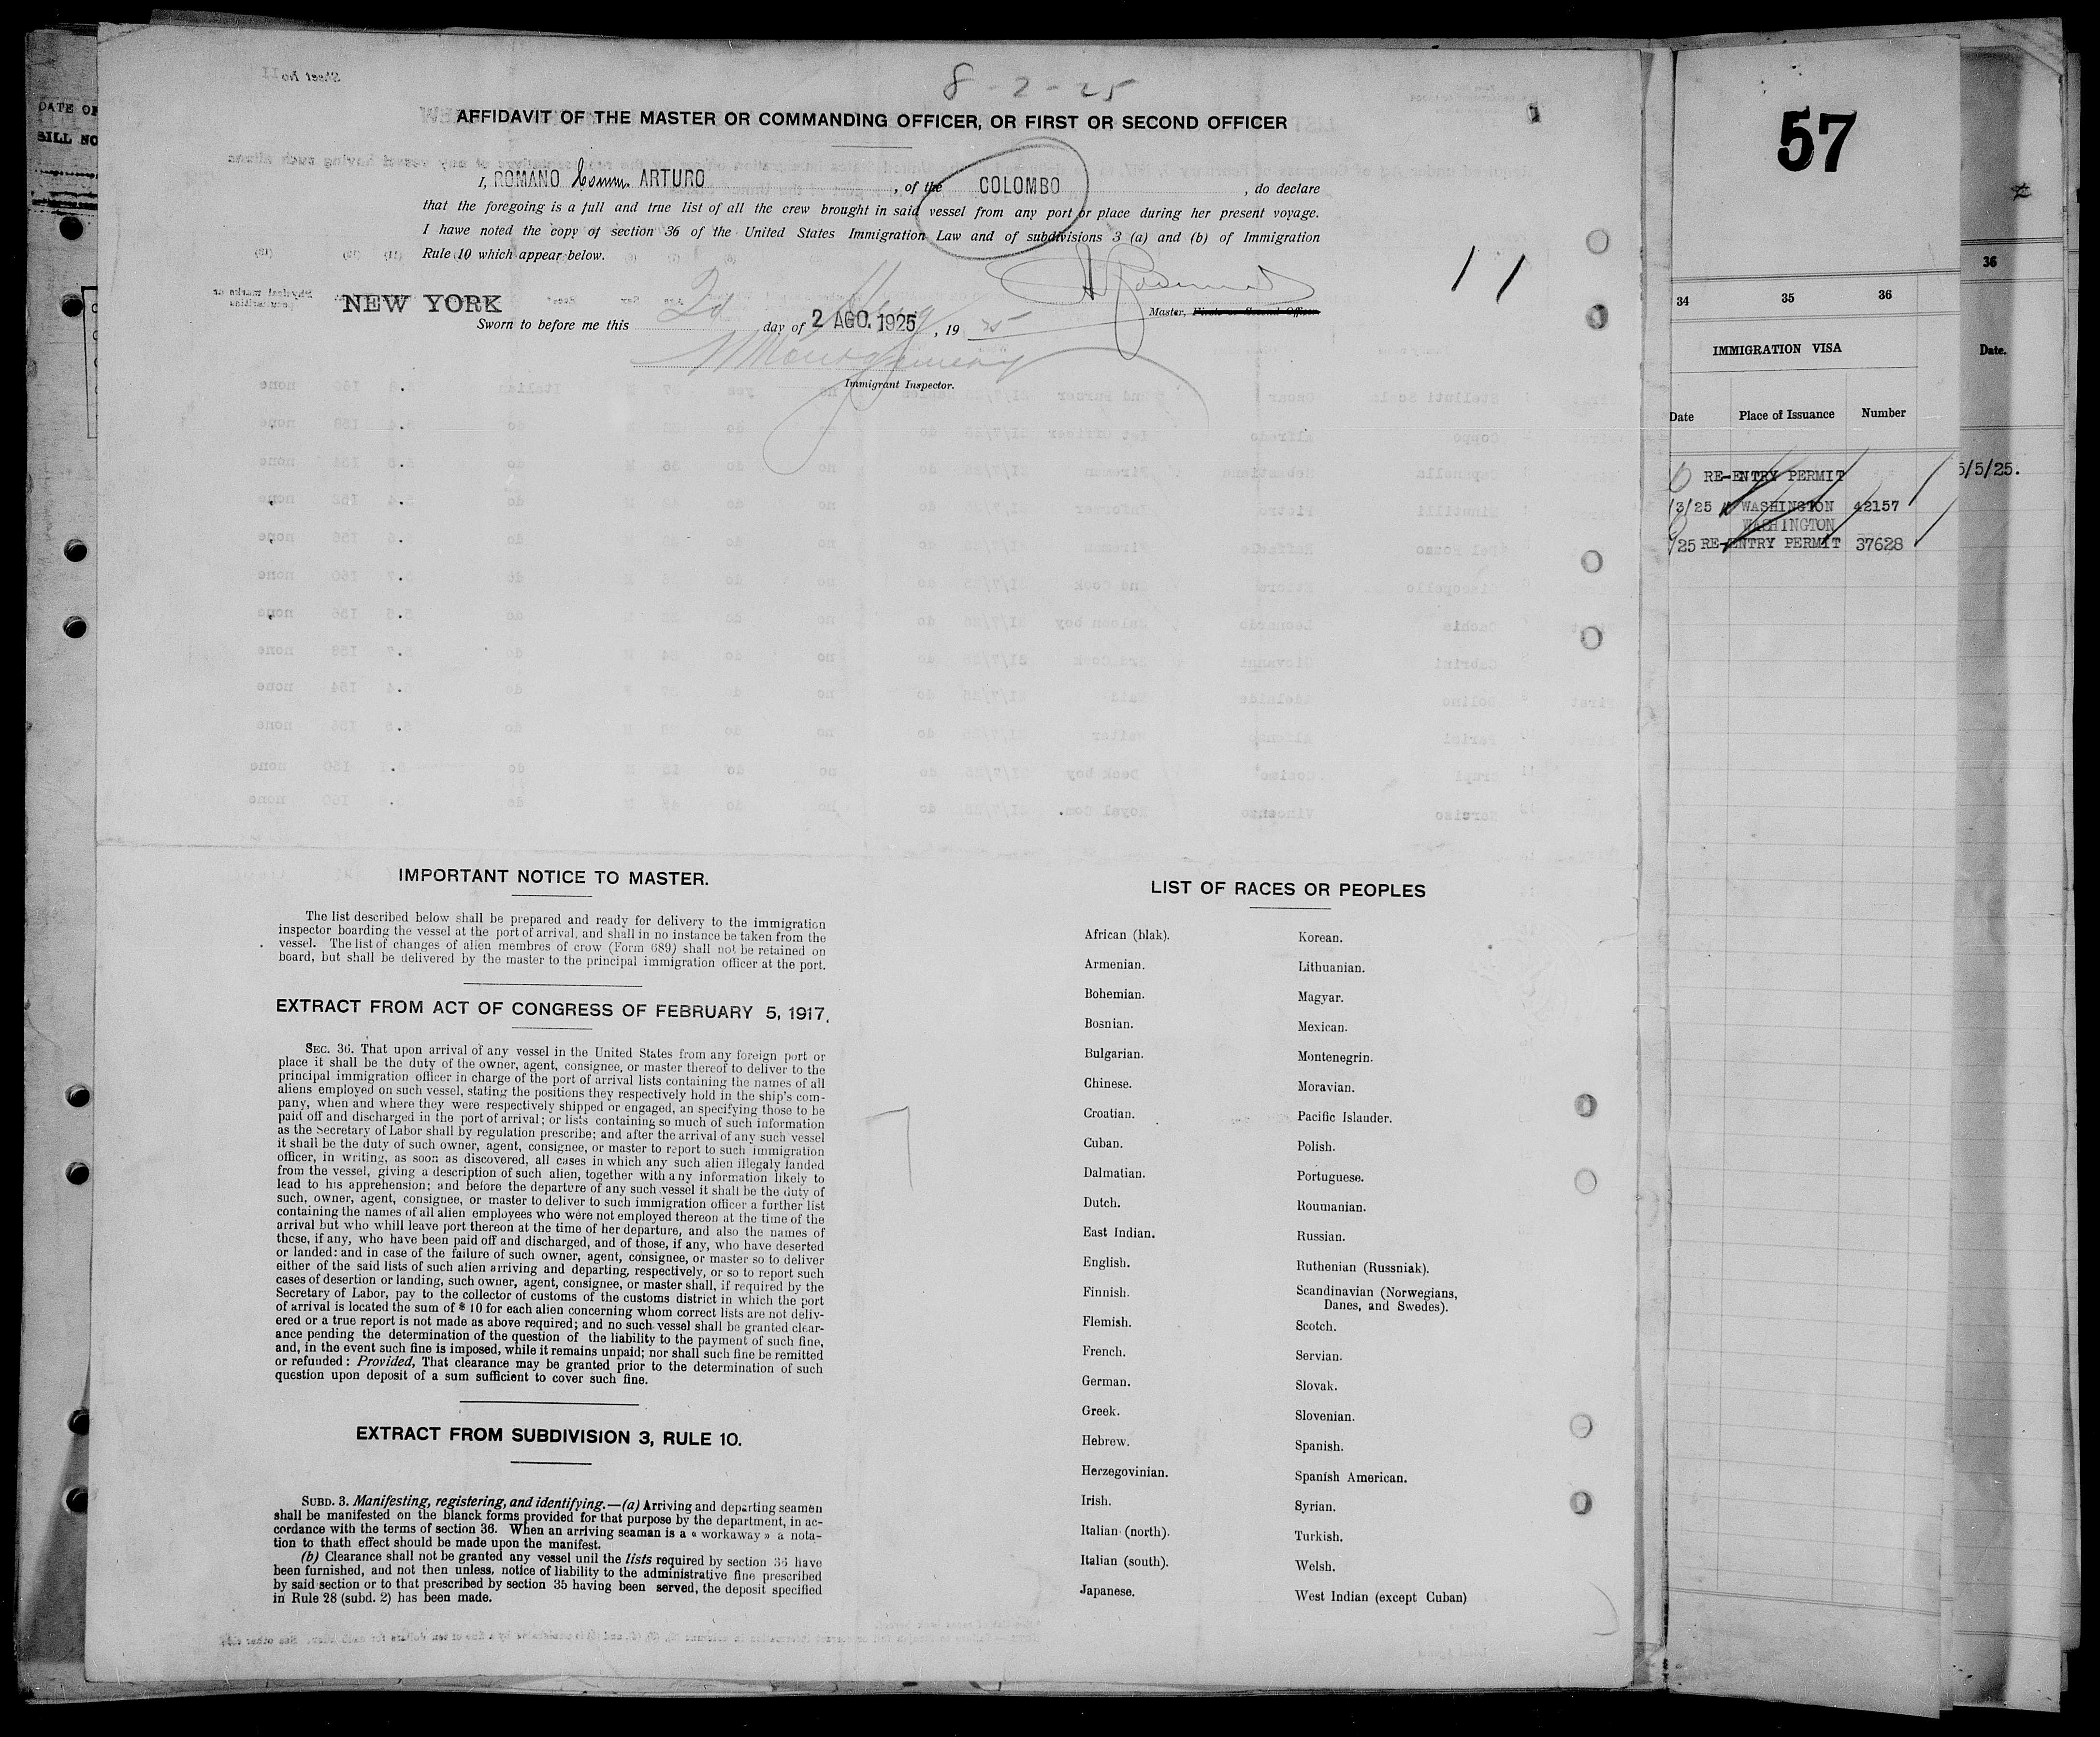 8-2-25
AFFIDAVIT OF THE MASTER OR COMMANDING OFFICER, OR FIRST OR SECOND OFFICER
I, ROMANO Comm. ARTURO, of the COLOMBO, do declare
that the foregoing is a full and true list of all the crew brought in said vessel from any port or place during her present voyage.
I hawe noted the copy of section 36 of the United States Immigration Law and of subdivisions 3 (a) and (b) of Immigration
Rule 10 which appear below.
11
NEW YORK
Master, First or Second Officer
Sworn to before me this 2d day of 2 AGO. 1925 Aug, 19 25
Montgomery
Immigrant Inspector.
IMPORTANT NOTICE TO MASTER.
The list described below shall be prepared and ready for delivery to the immigration
inspector boarding the vessel at the port of arrival, and shall in no instance be taken from the
vessel. The list of changes of alien membres of crow (Form 689) shall not be retained on
board, but shall be delivered by the master to the principal immigration officer at the port.
EXTRACT FROM ACT OF CONGRESS OF FEBRUARY 5, 1917.
SEC. 36. That upon arrival of any vessel in the United States from any foreign port or
place it shall be the duty of the owner, agent, consignee, or master thereof to deliver to the
principal immigration officer in charge of the port of arrival lists containing the names of all
aliens employed on such vessel, stating the positions they respectively hold in the ship's com-
pany, when and where they were respectively shipped or engaged, an specifying those to be
paid off and discharged in the port of arrival; or lists containing so much of such information
as the Secretary of Labor shall by regulation prescribe; and after the arrival of any such vessel
it shall be the duty of such owner, agent, consignee, or master to report to such immigration
officer, in writing, as soon as discovered, all cases in which any such alien illegaly landed
from the vessel, giving a description of such alien, together with any information likely to
lead to his apprehension; and before the departure of any such vessel it shall be the duty of
such, owner, agent, consignee, or master to deliver to such immigration officer a further list
containing the names of all alien employees who were not employed thereon at the time of the
arrival but who whill leave port thereon at the time of her departure, and also the names of
those, if any, who have been paid off and discharged, and of those, if any, who have deserted
or landed: and in case of the failure of such owner, agent, consignee, or master so to deliver
either of the said lists of such alien arriving and departing, respectively, or so to report such
cases of desertion or landing, such owner, agent, consignee, or master shall, if required by the
Secretary of Labor, pay to the collector of customs of the customs district in which the port
of arrival is located the sum of $ 10 for each alien concerning whom correct lists are not deliv-
ered or a true report is not made as above required; and no such vessel shall be granted clear-
ance pending the determination of the question of the liability to the payment of such fine,
and, in the event such fine is imposed, while it remains unpaid; nor shall such fine be remitted
or refunded: Provided, That clearance may be granted prior to the determination of such
question upon deposit of a sum sufficient to cover such fine.
EXTRACT FROM SUBDIVISION 3, RULE 10.
SUBD. 3. Manifesting, registering, and identifying.—(a) Arriving and departing seamen
shall be manifested on the blanck forms provided for that purpose by the department, in ac-
cordance with the terms of section 36. When an arriving seaman is a « workaway » a nota-
tion to thath effect should be made upon the manifest.
(b) Clearance shall not be granted any vessel unil the lists required by section 36 have
been furnished, and not then unless, notice of liability to the administrative fine prescribed
by said section or to that prescribed by section 35 having been served, the deposit specified
in Rule 28 (subd. 2) has been made.
LIST OF RACES OR PEOPLES
African (blak).
Armenian.
Bohemian.
Bosnian.
Bulgarian.
Chinese.
Croatian.
Cuban.
Dalmatian.
Dutch.
East Indian.
English.
Finnish.
Flemish.
French.
German.
Greek.
Hebrew.
Herzegovinian.
Irish.
Italian (north).
Italian (south).
Japanese.
Korean.
Lithuanian.
Magyar.
Mexican.
Montenegrin.
Moravian.
Pacific Islander.
Polish.
Portuguese.
Roumanian.
Russian.
Ruthenian (Russniak).
Scandinavian (Norwegians,
Danes, and Swedes).
Scotch.
Servian.
Slovak.
Slovenian.
Spanish.
Spanish American.
Syrian.
Turkish.
Welsh.
West Indian (except Cuban)
57
34 35 36
IMMIGRATION VISA
Date Place of Issuance Number
RE-ENTRY PERMIT
/3/25 WASHINGTON 42157
WASHINGTON
/25 RE-ENTRY PERMIT 37628
36
Date.
5/5/25.
DATE OF
BILL NO